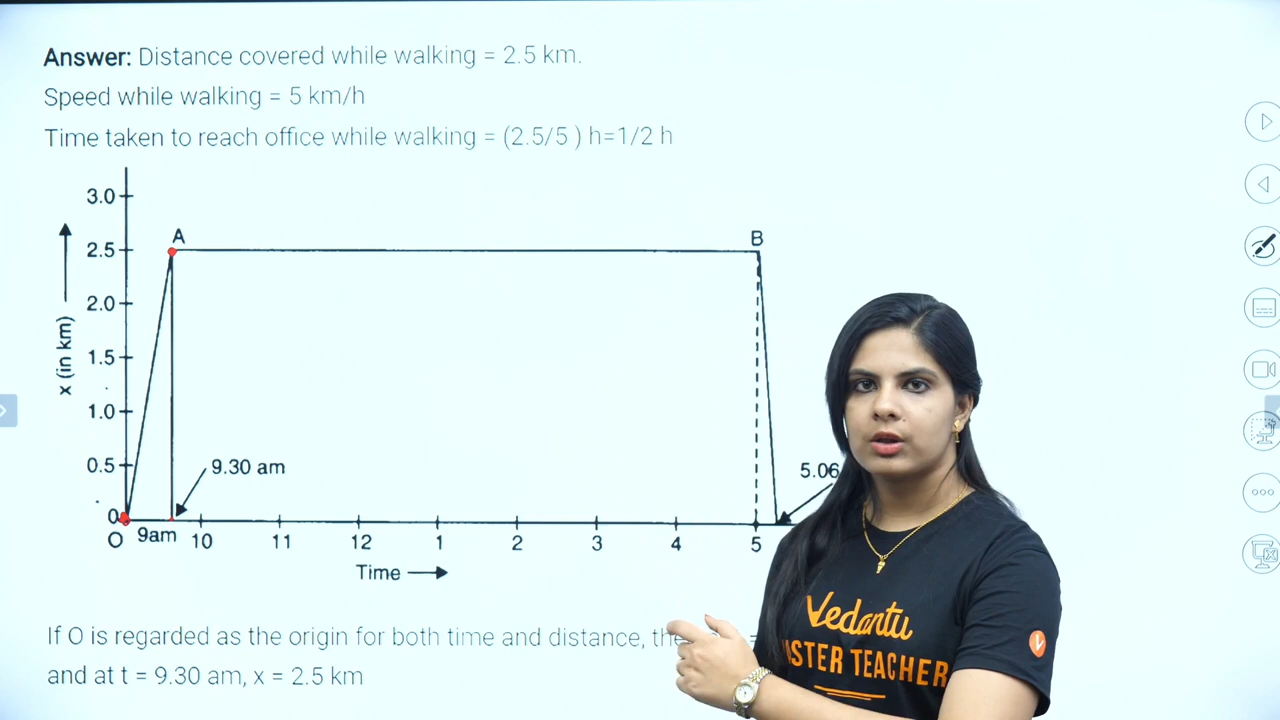 Answer: Distance covered while walking = 2.5 km.
Speed while walking = 5 km/h
Time taken to reach office while walking = (2.5/5 ) h=1/2 h
3.0
A
B
2.5
2.0
x (in km)
1.5
1.0
0.5
9.30 am
5.06
0
O 9am 10 11 12 1 2 3 4 5
Time
If O is regarded as the origin for both time and distance,
and at t = 9.30 am, x = 2.5 km
Vedantu
TEACHER